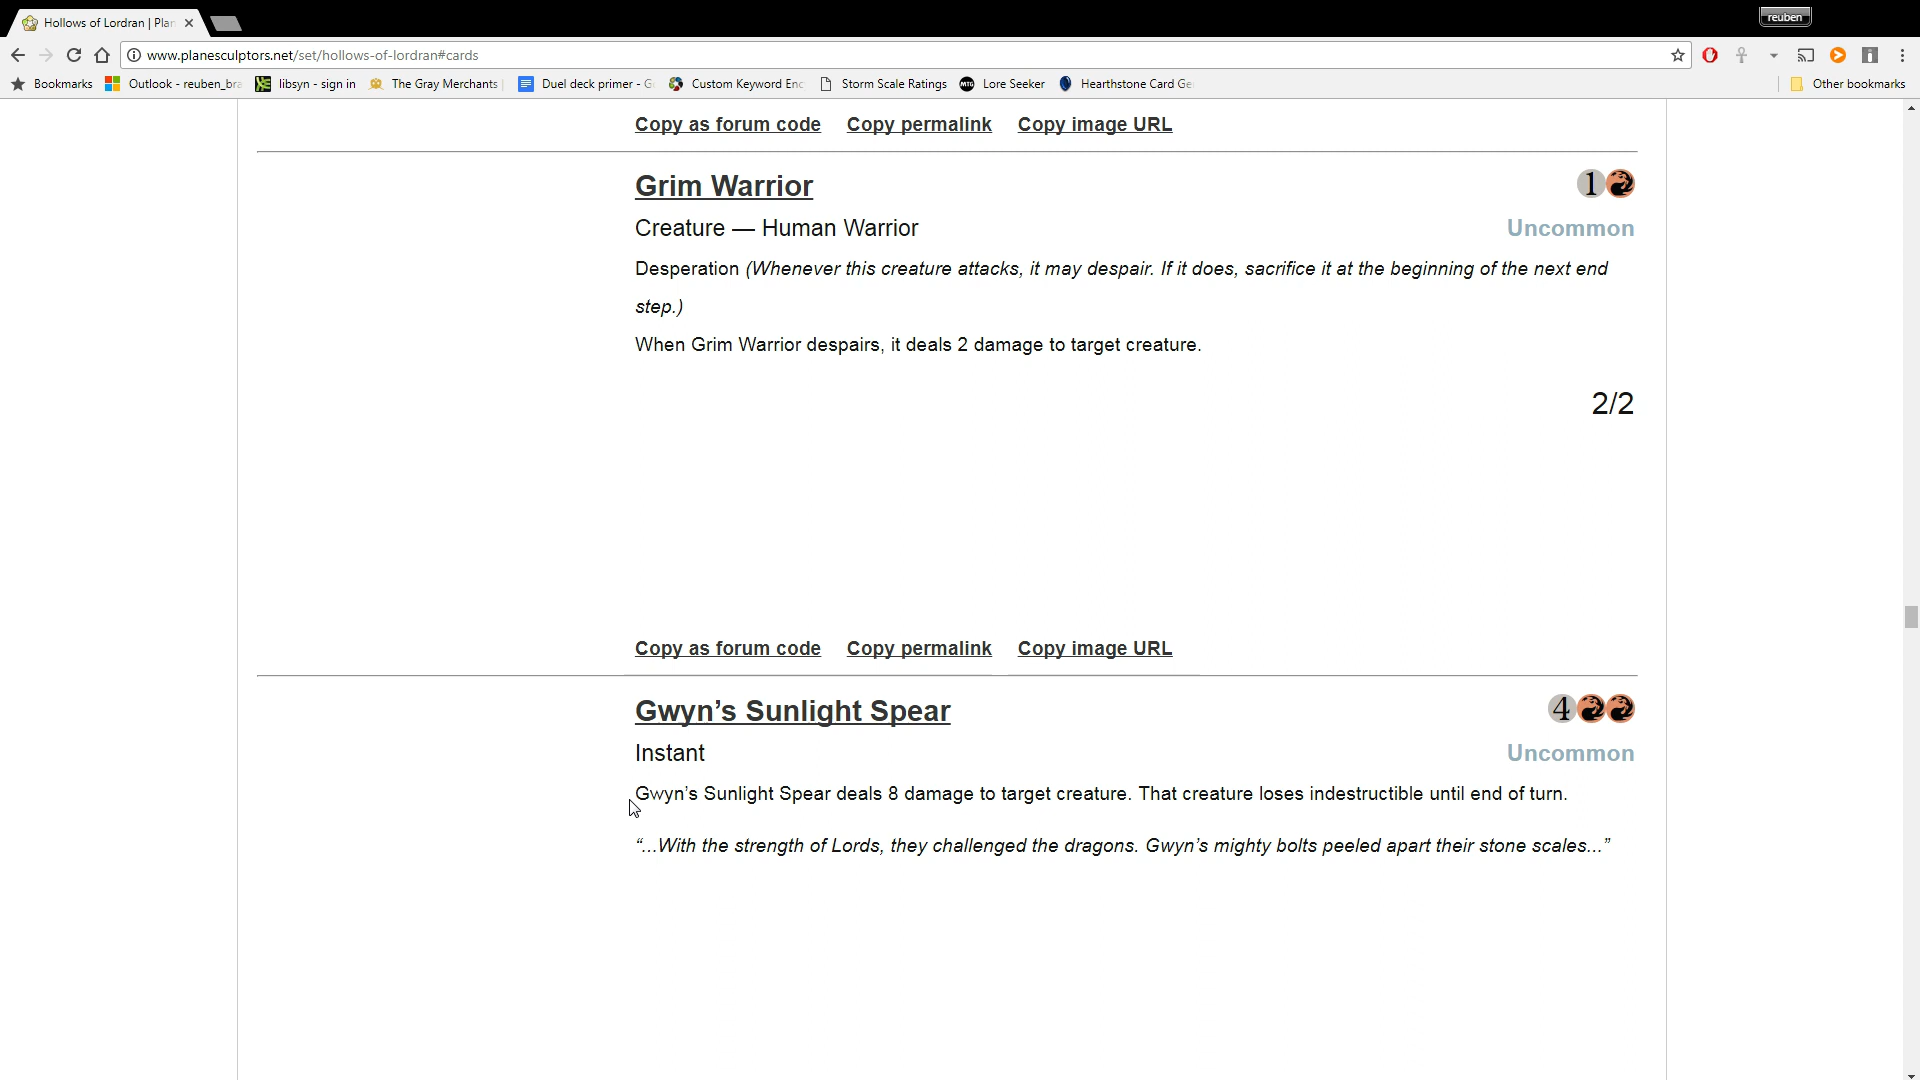 Hollows of Lordran | Plan
reuben
www.planesculptors.net/set/hollows-of-lordran#cards
Bookmarks
Outlook - reuben_bra
libsyn - sign in
The Gray Merchants
Duel deck primer - G
Custom Keyword Enc
Storm Scale Ratings
MTG
Lore Seeker
Hearthstone Card Ge
Other bookmarks
Copy as forum code Copy permalink Copy image URL
Grim Warrior 1
Creature — Human Warrior Uncommon
Desperation (Whenever this creature attacks, it may despair. If it does, sacrifice it at the beginning of the next end
step.)
When Grim Warrior despairs, it deals 2 damage to target creature.
2/2
Copy as forum code Copy permalink Copy image URL
Gwyn’s Sunlight Spear 4
Instant Uncommon
Gwyn’s Sunlight Spear deals 8 damage to target creature. That creature loses indestructible until end of turn.
“...With the strength of Lords, they challenged the dragons. Gwyn’s mighty bolts peeled apart their stone scales...”